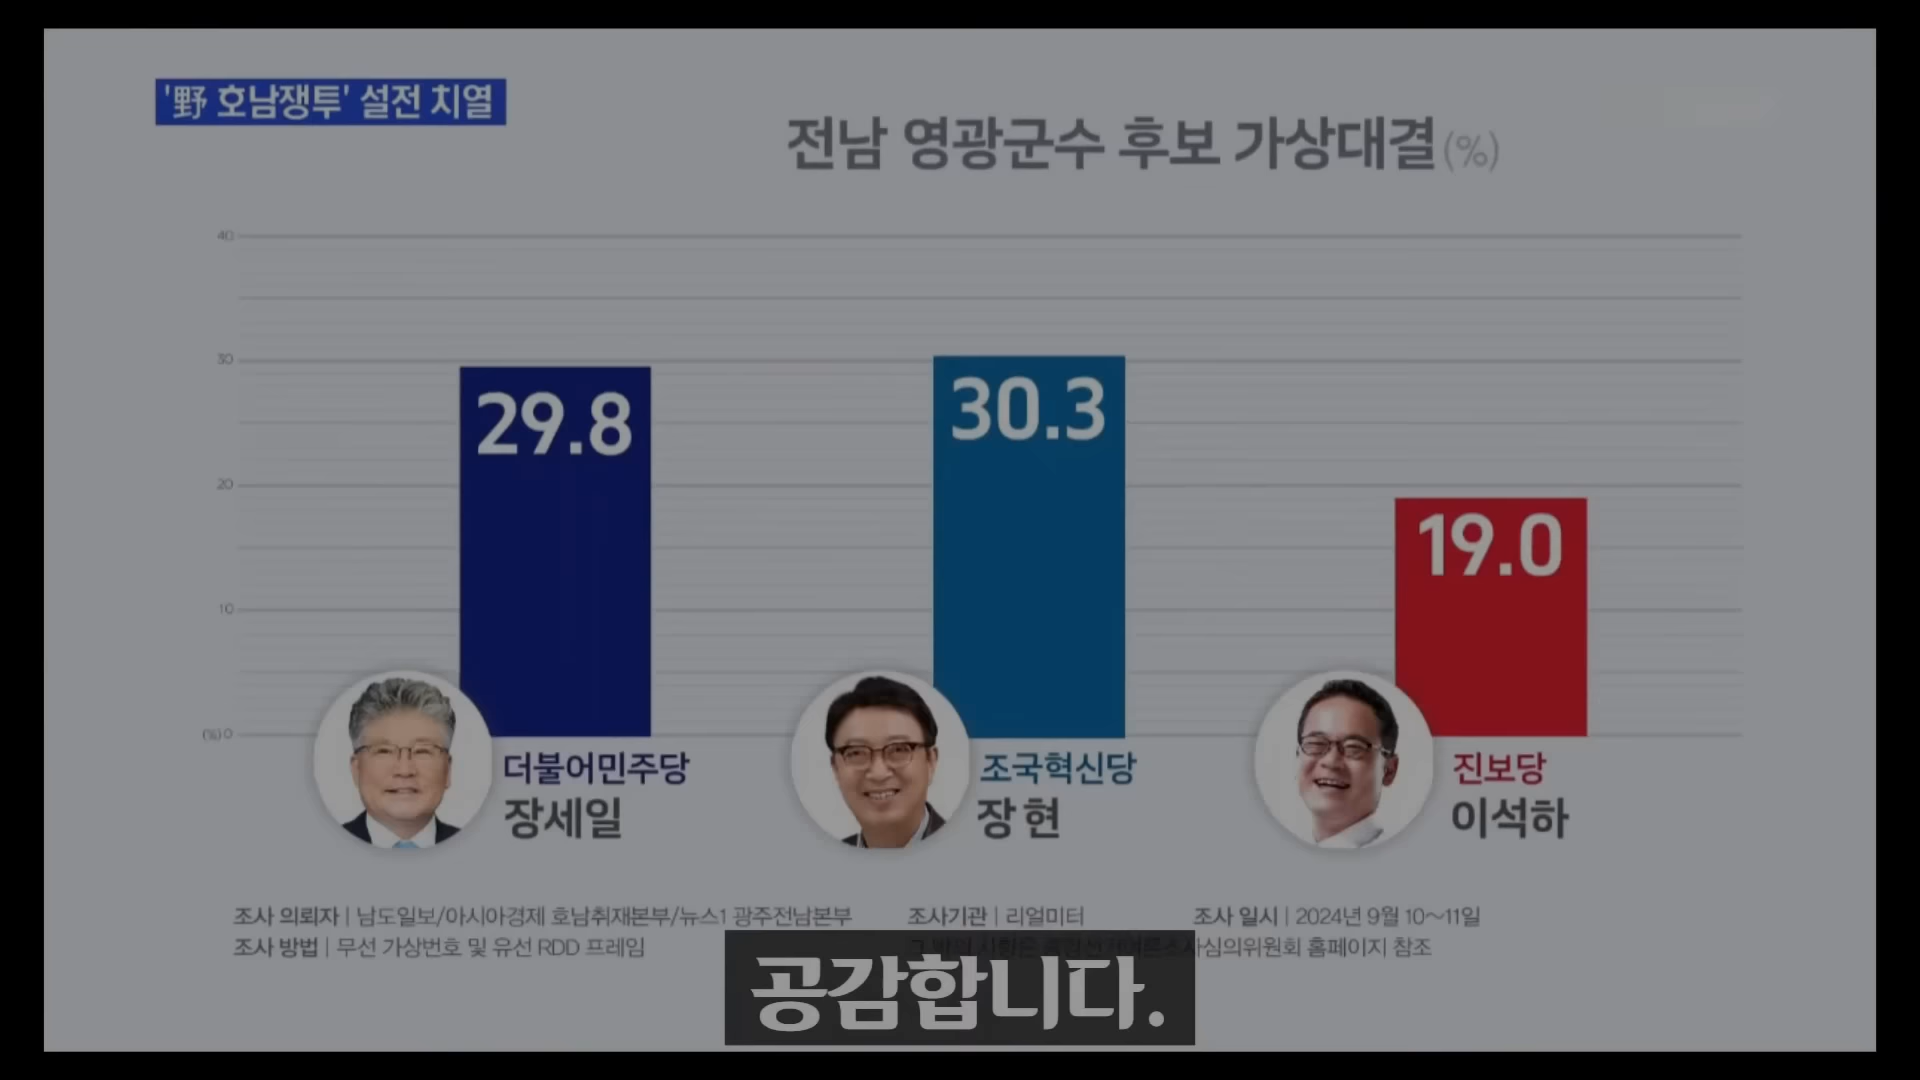 '野 호남쟁투' 설전 치열
전남 영광군수 후보 가상대결(%)
40
30
20
10
(%) 0
29.8
30.3
19.0
더불어민주당
장세일
조국혁신당
장 현
진보당
이석하
조사 의뢰자 | 남도일보/아시아경제 호남취재본부/뉴스1 광주전남본부
조사기관 | 리얼미터
조사 일시 | 2024년 9월 10~11일
조사 방법 | 무선 가상번호 및 유선 RDD 프레임
홈페이지 참조
공감합니다.